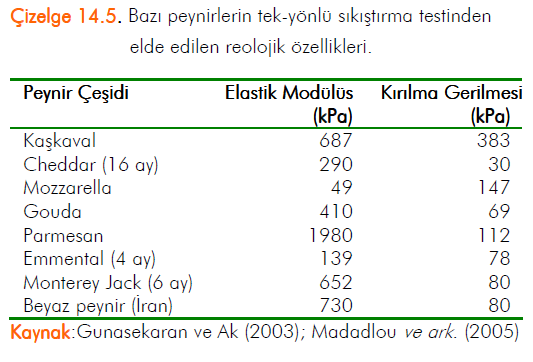 Çizelge 14.5. Bazı peynirlerin tek-yönlü sıkıştırma testinden
elde edilen reolojik özellikleri.
Peynir Çeşidi Elastik Modülüs Kırılma Gerilmesi
(kPa) (kPa)
Kaşkaval 687 383
Cheddar (16 ay) 290 30
Mozzarella 49 147
Gouda 410 69
Parmesan 1980 112
Emmental (4 ay) 139 78
Monterey Jack (6 ay) 652 80
Beyaz peynir (İran) 730 80
Kaynak:Gunasekaran ve Ak (2003); Madadlou ve ark. (2005)